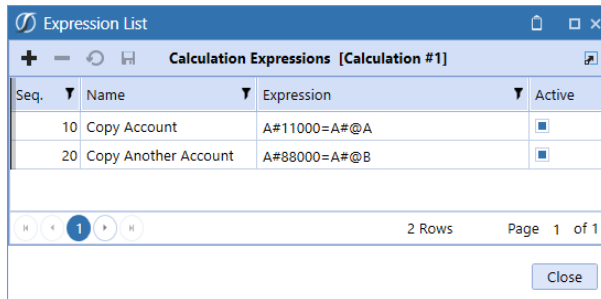 Expression List
Calculation Expressions [Calculation #1]
Seq. Name Expression Active
10 Copy Account A#11000=A#@A
20 Copy Another Account A#88000=A#@B
1 2 Rows Page 1 of 1
Close